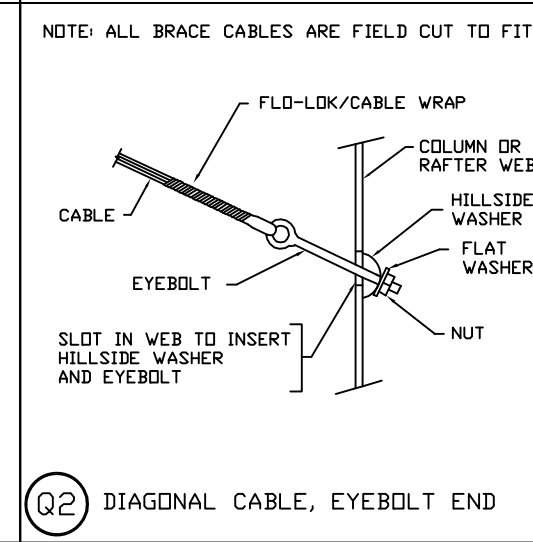 NOTE: ALL BRACE CABLES ARE FIELD CUT TO FIT
FLO-LOK/CABLE WRAP
COLUMN OR
RAFTER WEB
CABLE
HILLSIDE
WASHER
FLAT
WASHER
EYEBOLT
NUT
SLOT IN WEB TO INSERT
HILLSIDE WASHER
AND EYEBOLT
Q2 DIAGONAL CABLE, EYEBOLT END